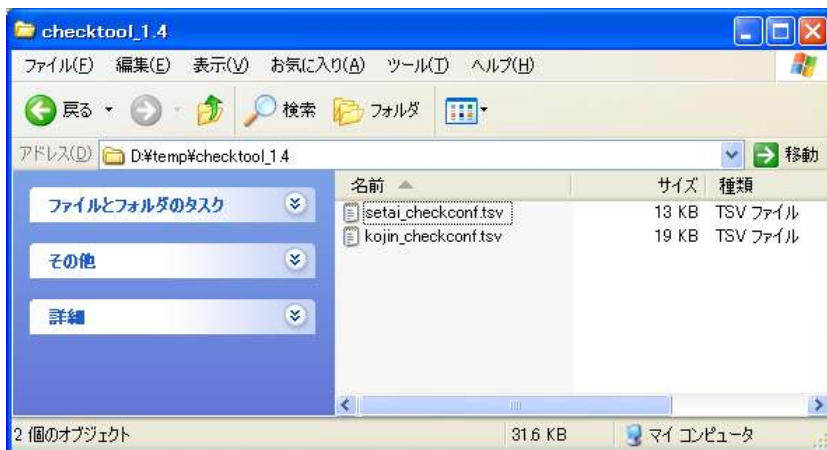 checktool_1.4
ファイル(F) 編集(E) 表示(V) お気に入り(A) ツール(T) ヘルプ(H)
戻る 検索 フォルダ
アドレス(D) D:¥temp¥checktool_1.4 移動
名前 サイズ 種類
ファイルとフォルダのタスク
setai_checkconf.tsv 13 KB TSV ファイル
kojin_checkconf.tsv 19 KB TSV ファイル
その他
詳細
2 個のオブジェクト 31.6 KB マイ コンピュータ